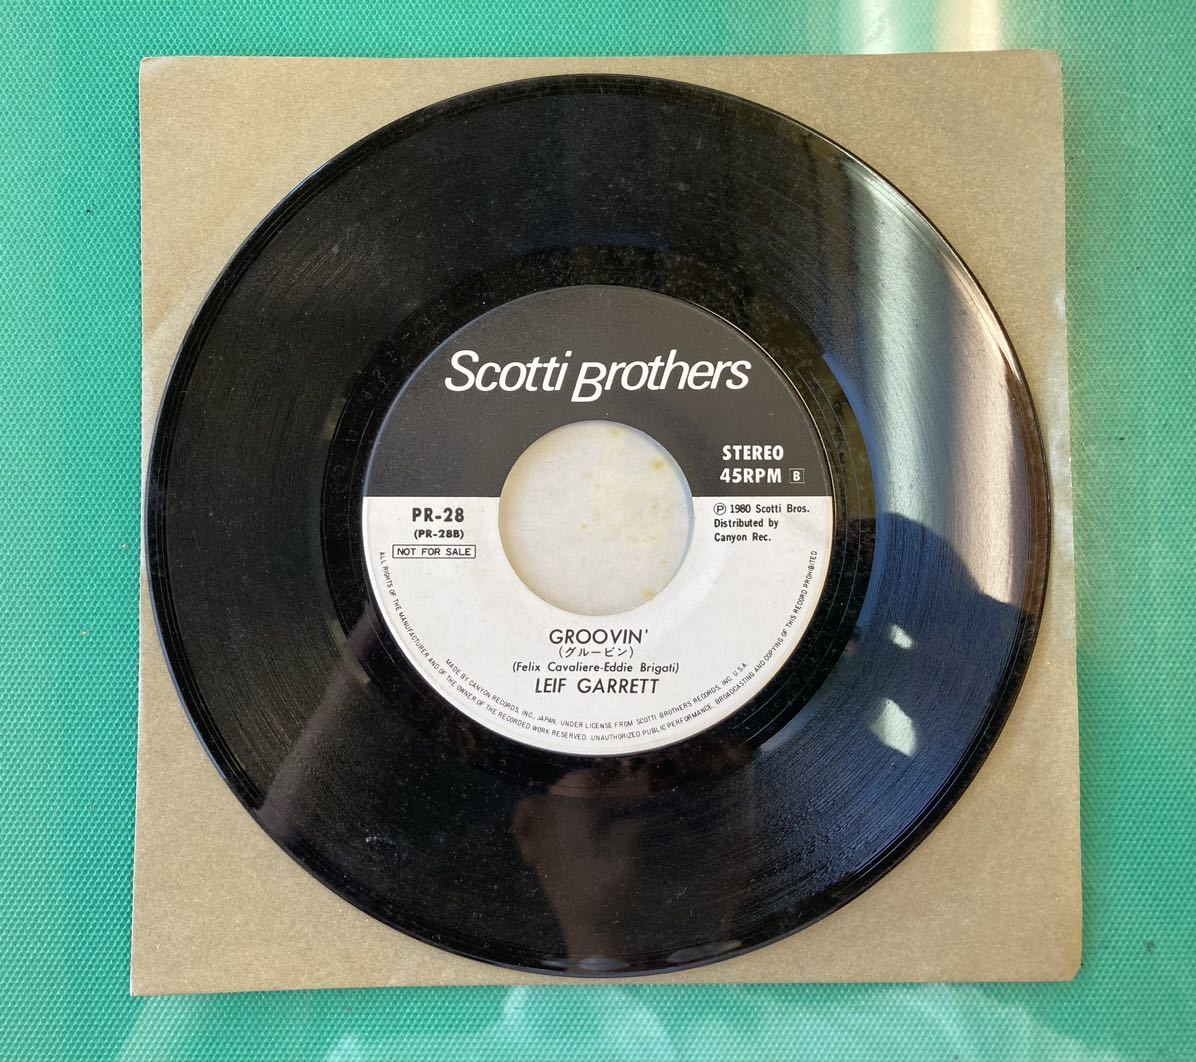 Scotti Brothers
STEREO
45RPM B
PR-28
(PR-28B)
NOT FOR SALE
Ⓟ 1980 Scotti Bros.
Distributed by
Canyon Rec.
GROOVIN'
(グルービン)
(Felix Cavaliere-Eddie Brigati)
LEIF GARRETT
MADE BY CANYON RECORDS, INC., JAPAN, UNDER LICENSE FROM SCOTTI BROTHERS RECORDS, INC. U.S.A.
ALL RIGHTS OF THE MANUFACTURER AND OF THE OWNER OF THE RECORDED WORK RESERVED. UNAUTHORIZED PUBLIC PERFORMANCE, BROADCASTING AND COPYING OF THIS RECORD PROHIBITED.